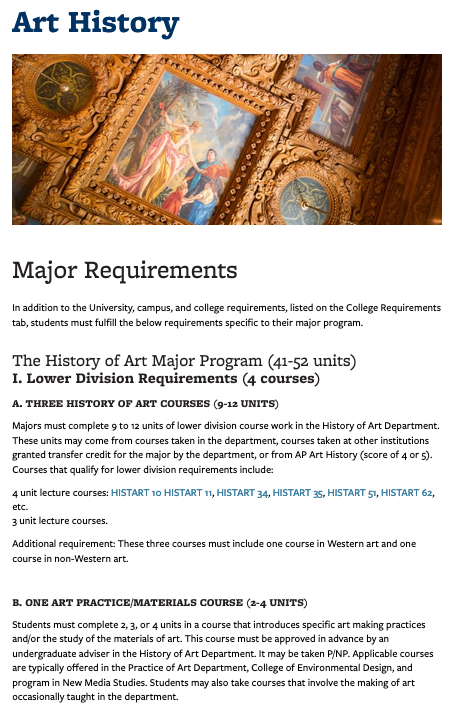 Art History
Major Requirements
In addition to the University, campus, and college requirements, listed on the College Requirements
tab, students must fulfill the below requirements specific to their major program.
The History of Art Major Program (41-52 units)
I. Lower Division Requirements (4 courses)
A. THREE HISTORY OF ART COURSES (9-12 UNITS)
Majors must complete 9 to 12 units of lower division course work in the History of Art Department.
These units may come from courses taken in the department, courses taken at other institutions
granted transfer credit for the major by the department, or from AP Art History (score of 4 or 5).
Courses that qualify for lower division requirements include:
4 unit lecture courses: HISTART 10 HISTART 11, HISTART 34, HISTART 35, HISTART 51, HISTART 62,
etc.
3 unit lecture courses.
Additional requirement: These three courses must include one course in Western art and one
course in non-Western art.
B. ONE ART PRACTICE/MATERIALS COURSE (2-4 UNITS)
Students must complete 2, 3, or 4 units in a course that introduces specific art making practices
and/or the study of the materials of art. This course must be approved in advance by an
undergraduate adviser in the History of Art Department. It may be taken P/NP. Applicable courses
are typically offered in the Practice of Art Department, College of Environmental Design, and
program in New Media Studies. Students may also take courses that involve the making of art
occasionally taught in the department.